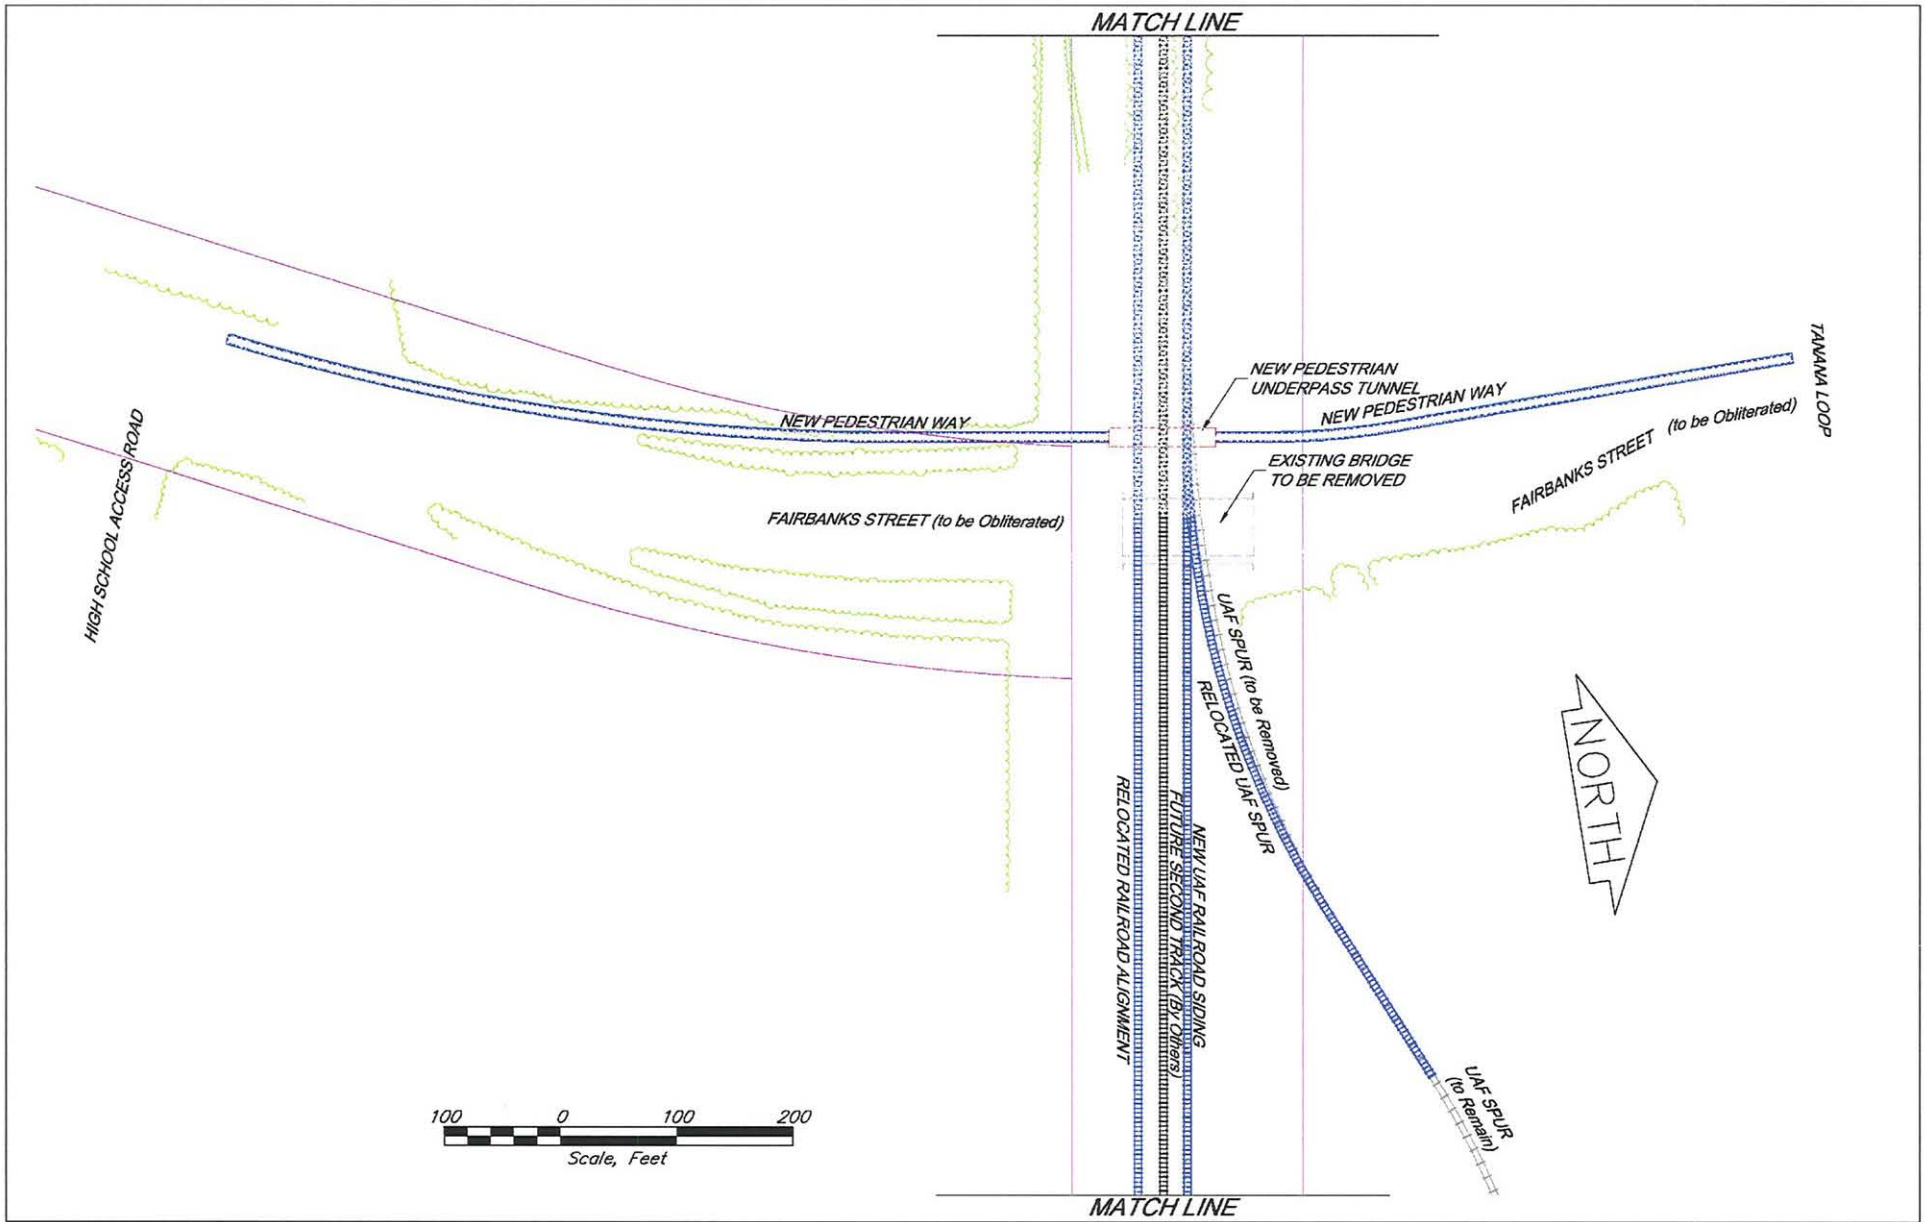 MATCH LINE
HIGH SCHOOL ACCESS ROAD
NEW PEDESTRIAN WAY
FAIRBANKS STREET (to be Obliterated)
NEW PEDESTRIAN
UNDERPASS TUNNEL
NEW PEDESTRIAN WAY
TANANA LOOP
EXISTING BRIDGE
TO BE REMOVED
FAIRBANKS STREET (to be Obliterated)
UAF SPUR (to be Removed)
RELOCATED UAF SPUR
RELOCATED RAILROAD ALIGNMENT
FUTURE SECOND TRACK (By Others)
NEW UAF RAILROAD SIDING
NORTH
UAF SPUR
(to Remain)
100 0 100 200
Scale, Feet
MATCH LINE